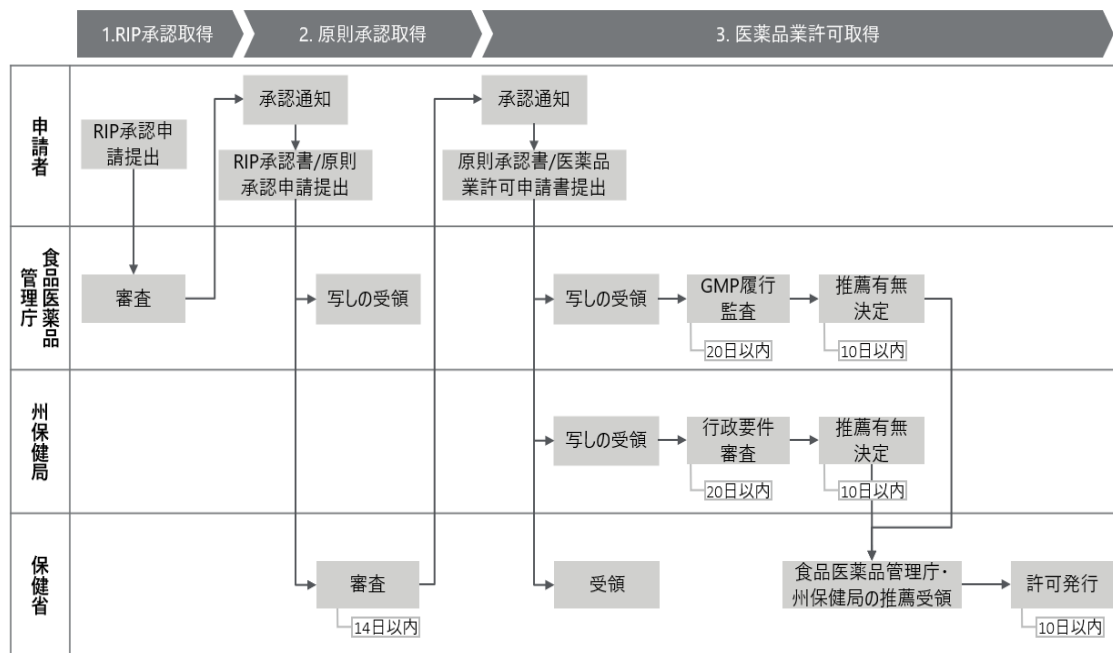 1.RIP承認取得
2. 原則承認取得
3. 医薬品業許可取得
申請者
RIP承認申
請提出
承認通知
RIP承認書/原則
承認申請提出
承認通知
原則承認書/医薬品
業許可申請書提出
食品医薬品
管理庁
審査
写しの受領
写しの受領
GMP履行
監査
20日以内
推薦有無
決定
10日以内
州保健局
写しの受領
行政要件
審査
20日以内
推薦有無
決定
10日以内
保健省
審査
14日以内
受領
食品医薬品管理庁・
州保健局の推薦受領
許可発行
10日以内